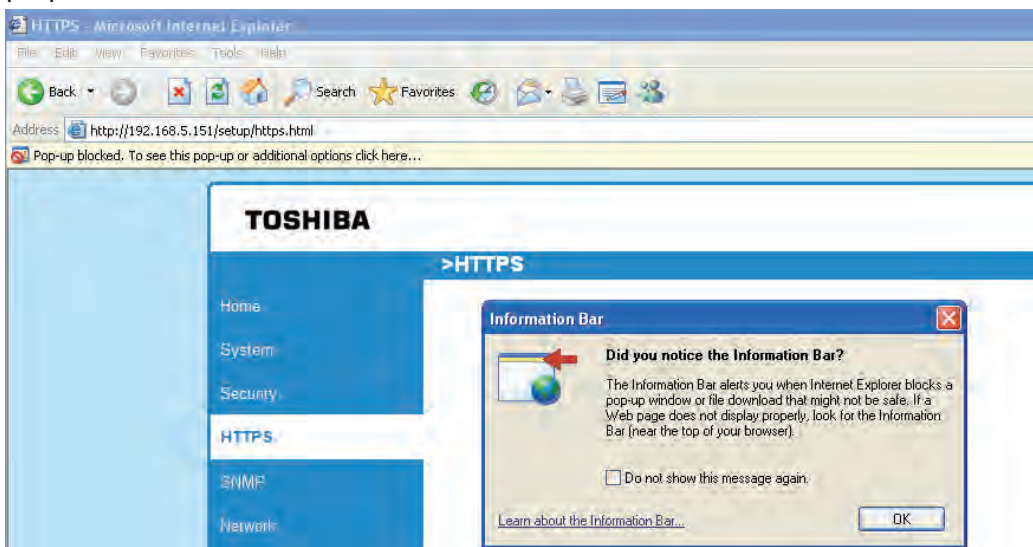 HTTPS - Microsoft Internet Explorer
File Edit View Favorites Tools Help
Back Search Favorites
Address http://192.168.5.151/setup/https.html
Pop-up blocked. To see this pop-up or additional options click here...
TOSHIBA
>HTTPS
Home
System
Security
HTTPS
SNMP
Network
Information Bar
Did you notice the Information Bar?
The Information Bar alerts you when Internet Explorer blocks a
pop-up window or file download that might not be safe. If a
Web page does not display properly, look for the Information
Bar (near the top of your browser).
Do not show this message again.
Learn about the Information Bar...
OK